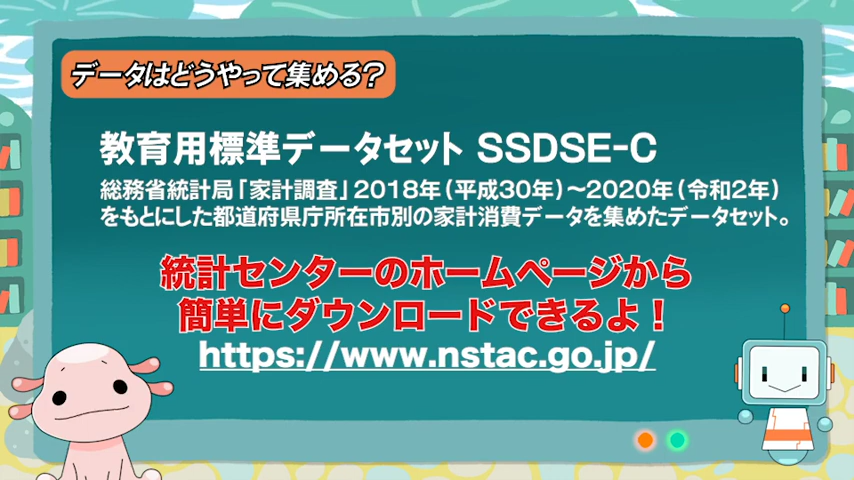 データはどうやって集める?
教育用標準データセット SSDSE-C
総務省統計局「家計調査」2018年(平成30年)～2020年(令和2年)
をもとにした都道府県庁所在市別の家計消費データを集めたデータセット。
統計センターのホームページから
簡単にダウンロードできるよ!
https://www.nstac.go.jp/